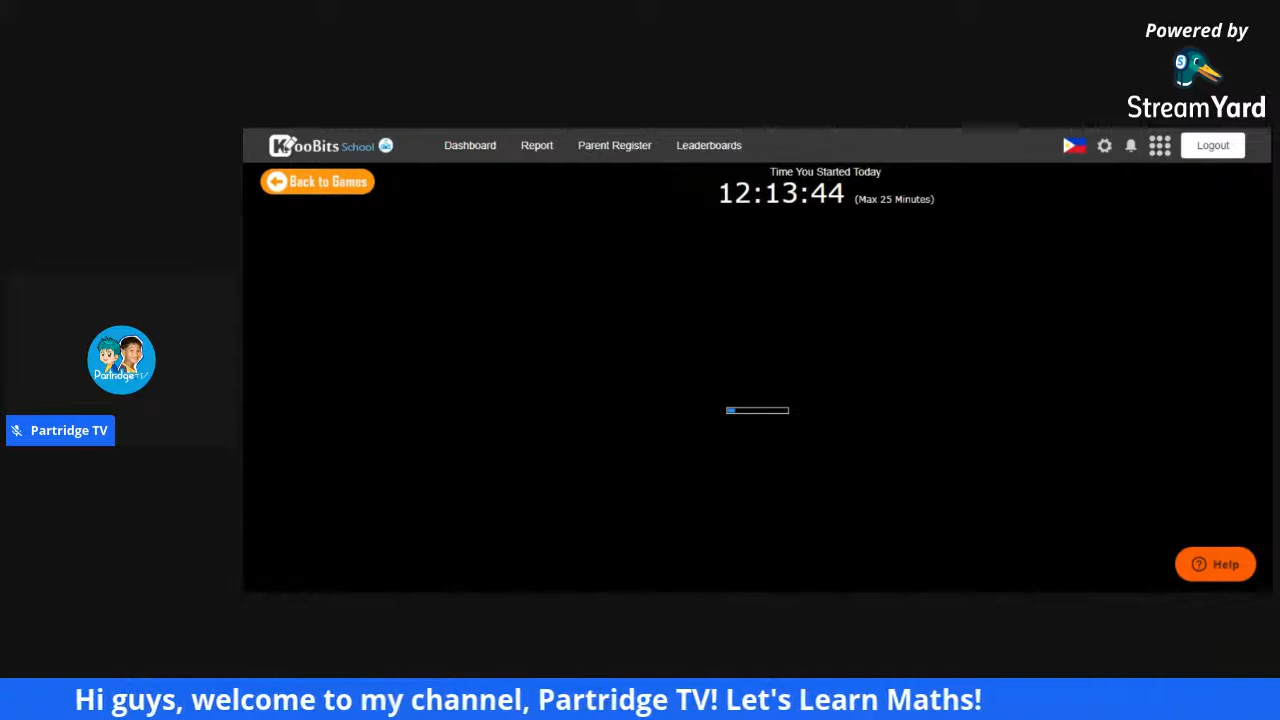 Powered by
StreamYard
KooBits School
Dashboard
Report
Parent Register
Leaderboards
Logout
Back to Games
Time You Started Today
12:13:44 (Max 25 Minutes)
PartridgeTV
Partridge TV
Help
Hi guys, welcome to my channel, Partridge TV! Let's Learn Maths!